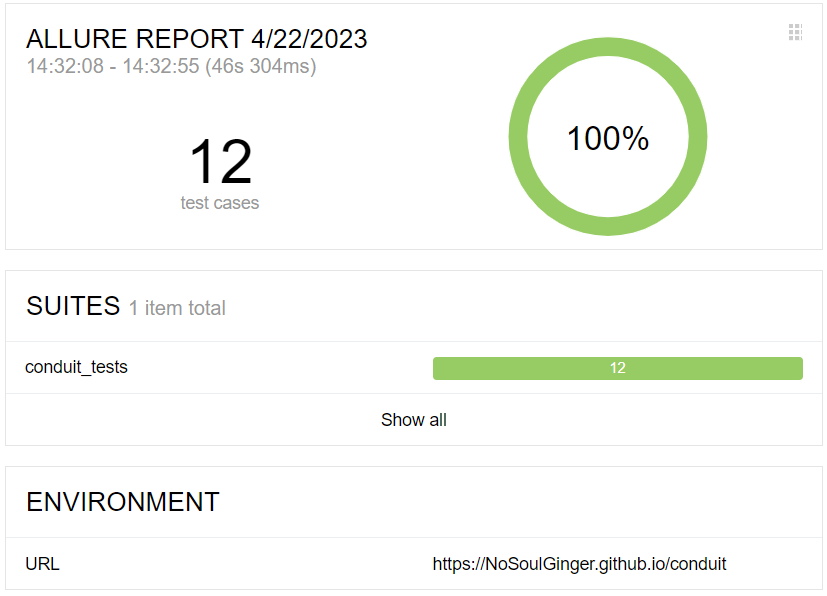 ALLURE REPORT 4/22/2023
14:32:08 - 14:32:55 (46s 304ms)
12
test cases
100%
SUITES 1 item total
conduit_tests 12
Show all
ENVIRONMENT
URL https://NoSoulGinger.github.io/conduit